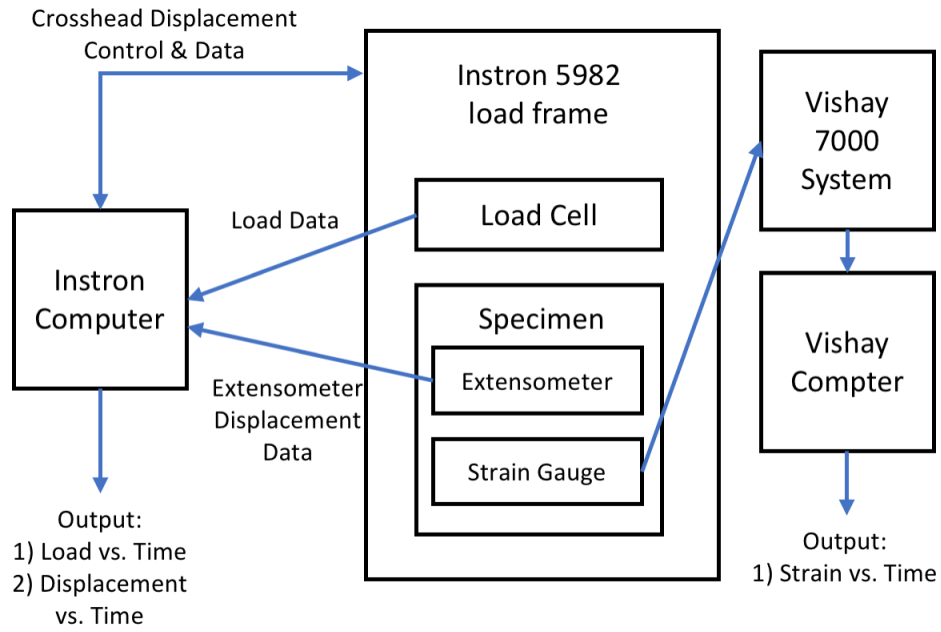 Crosshead Displacement
Control & Data
Instron 5982
load frame
Vishay
7000
System
Load Cell
Load Data
Instron
Computer
Specimen
Extensometer
Strain Gauge
Extensometer
Displacement
Data
Vishay
Compter
Output:
1) Load vs. Time
2) Displacement
vs. Time
Output:
1) Strain vs. Time